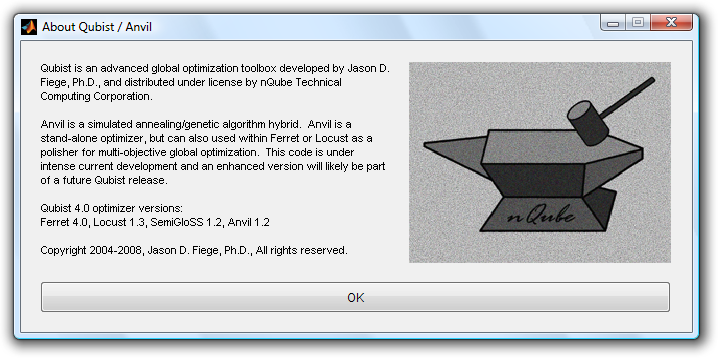 About Qubist / Anvil
Qubist is an advanced global optimization toolbox developed by Jason D.
Fiege, Ph.D., and distributed under license by nQube Technical
Computing Corporation.
Anvil is a simulated annealing/genetic algorithm hybrid.  Anvil is a
stand-alone optimizer, but can also used within Ferret or Locust as a
polisher for multi-objective global optimization.  This code is under
intense current development and an enhanced version will likely be part
of a future Qubist release.
Qubist 4.0 optimizer versions:
Ferret 4.0, Locust 1.3, SemiGloSS 1.2, Anvil 1.2
Copyright 2004-2008, Jason D. Fiege, Ph.D., All rights reserved.
nQube
OK